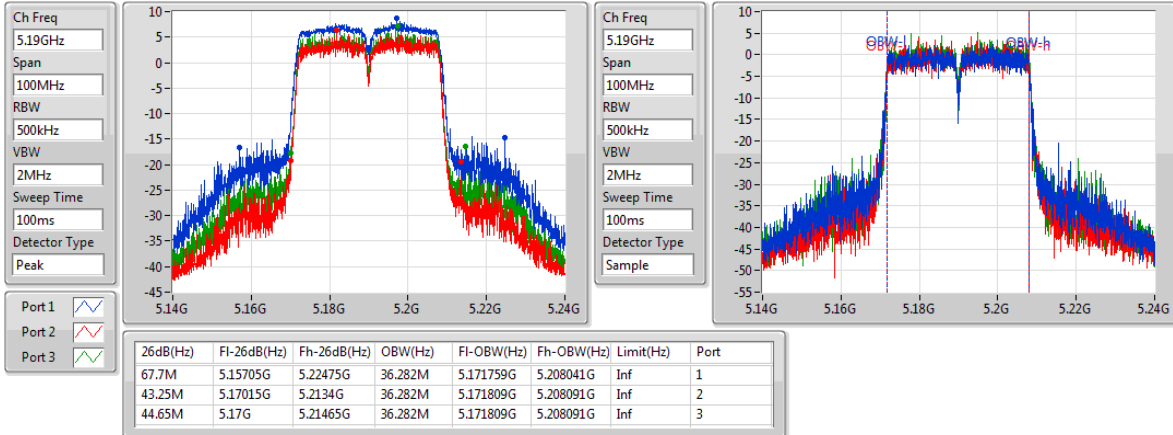 Ch Freq
5.19GHz
Span
100MHz
RBW
500kHz
VBW
2MHz
Sweep Time
100ms
Detector Type
Peak
10
5
0
-5
-10
-15
-20
-25
-30
-35
-40
-45
5.14G 5.16G 5.18G 5.2G 5.22G 5.24G
Port 1
Port 2
Port 3
Ch Freq
5.19GHz
Span
100MHz
RBW
500kHz
VBW
2MHz
Sweep Time
100ms
Detector Type
Sample
10
5
0
-5
-10
-15
-20
-25
-30
-35
-40
-45
-50
-55
OBW-l OBW-h
5.14G 5.16G 5.18G 5.2G 5.22G 5.24G
26dB(Hz) Fl-26dB(Hz) Fh-26dB(Hz) OBW(Hz) Fl-OBW(Hz) Fh-OBW(Hz) Limit(Hz) Port
67.7M 5.15705G 5.22475G 36.282M 5.171759G 5.208041G Inf 1
43.25M 5.17015G 5.2134G 36.282M 5.171809G 5.208091G Inf 2
44.65M 5.17G 5.21465G 36.282M 5.171809G 5.208091G Inf 3